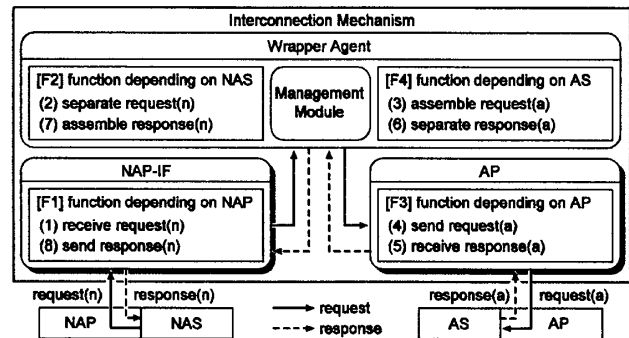 Interconnection Mechanism
Wrapper Agent
[F2] function depending on NAS
(2) separate request(n)
(7) assemble response(n)
Management
Module
[F4] function depending on AS
(3) assemble request(a)
(6) separate response(a)
NAP-IF
[F1] function depending on NAP
(1) receive request(n)
(8) send response(n)
AP
[F3] function depending on AP
(4) send request(a)
(5) receive response(a)
request(n)
response(n)
request
response
response(a)
request(a)
NAP
NAS
AS
AP